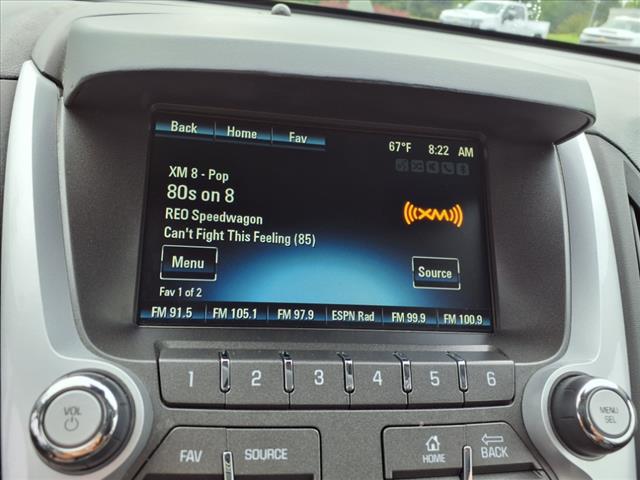 Back Home Fav
67°F 8:22 AM
XM 8 - Pop
80s on 8
REO Speedwagon
Can't Fight This Feeling (85)
((XM))
Menu
Source
Fav 1 of 2
FM 91.5 FM 105.1 FM 97.9 ESPN Rad FM 99.9 FM 100.9
1 2 3 4 5 6
VOL
MENU
SEL
FAV SOURCE
HOME BACK